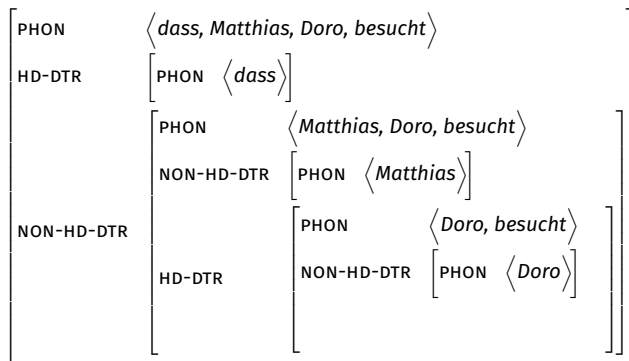 PHON ⟨dass, Matthias, Doro, besucht⟩
HD-DTR [PHON ⟨dass⟩]
PHON ⟨Matthias, Doro, besucht⟩
NON-HD-DTR [PHON ⟨Matthias⟩]
NON-HD-DTR
PHON ⟨Doro, besucht⟩
HD-DTR
NON-HD-DTR [PHON ⟨Doro⟩]